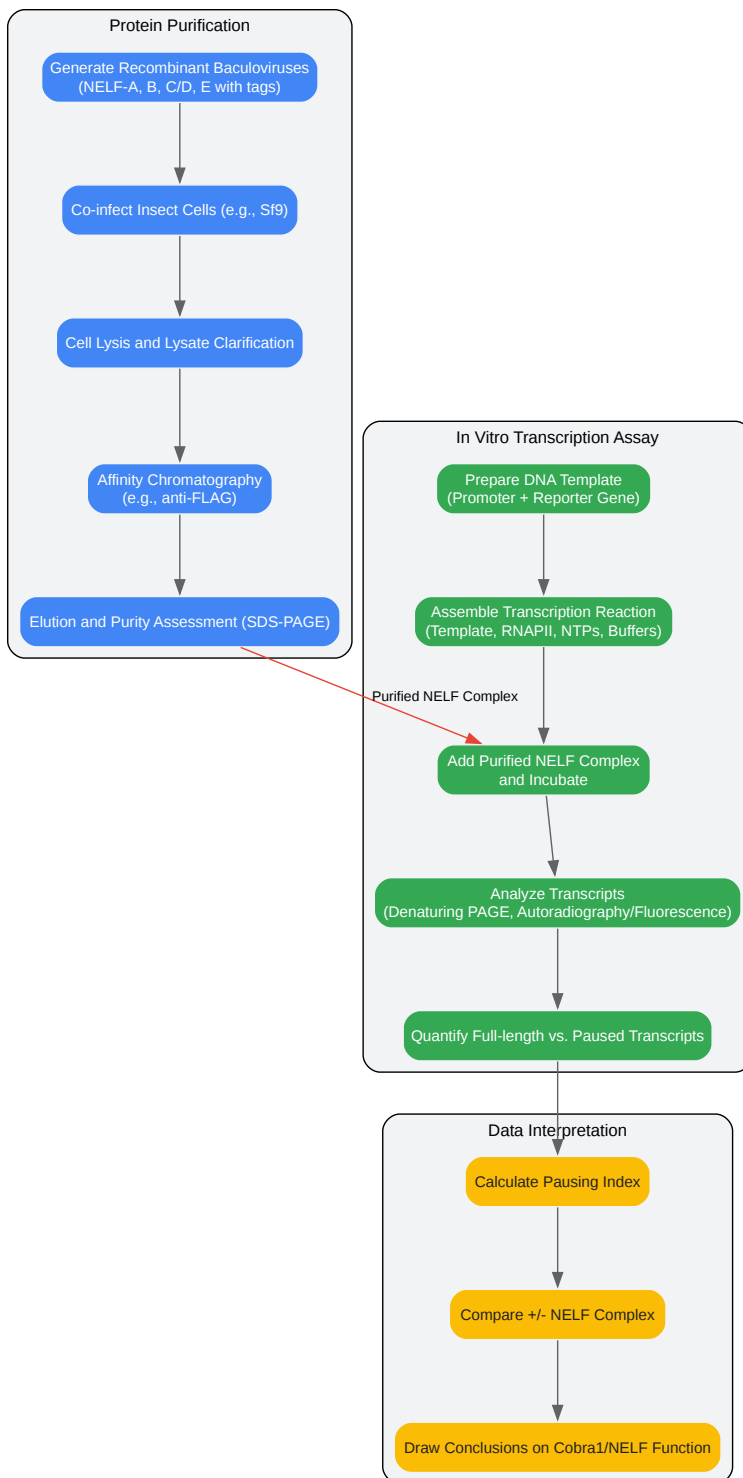 Protein Purification
Generate Recombinant Baculoviruses
(NELF-A, B, C/D, E with tags)
Co-infect Insect Cells (e.g., Sf9)
Cell Lysis and Lysate Clarification
Affinity Chromatography
(e.g., anti-FLAG)
Elution and Purity Assessment (SDS-PAGE)
Purified NELF Complex
In Vitro Transcription Assay
Prepare DNA Template
(Promoter + Reporter Gene)
Assemble Transcription Reaction
(Template, RNAPII, NTPs, Buffers)
Add Purified NELF Complex
and Incubate
Analyze Transcripts
(Denaturing PAGE, Autoradiography/Fluorescence)
Quantify Full-length vs. Paused Transcripts
Data Interpretation
Calculate Pausing Index
Compare +/- NELF Complex
Draw Conclusions on Cobra1/NELF Function